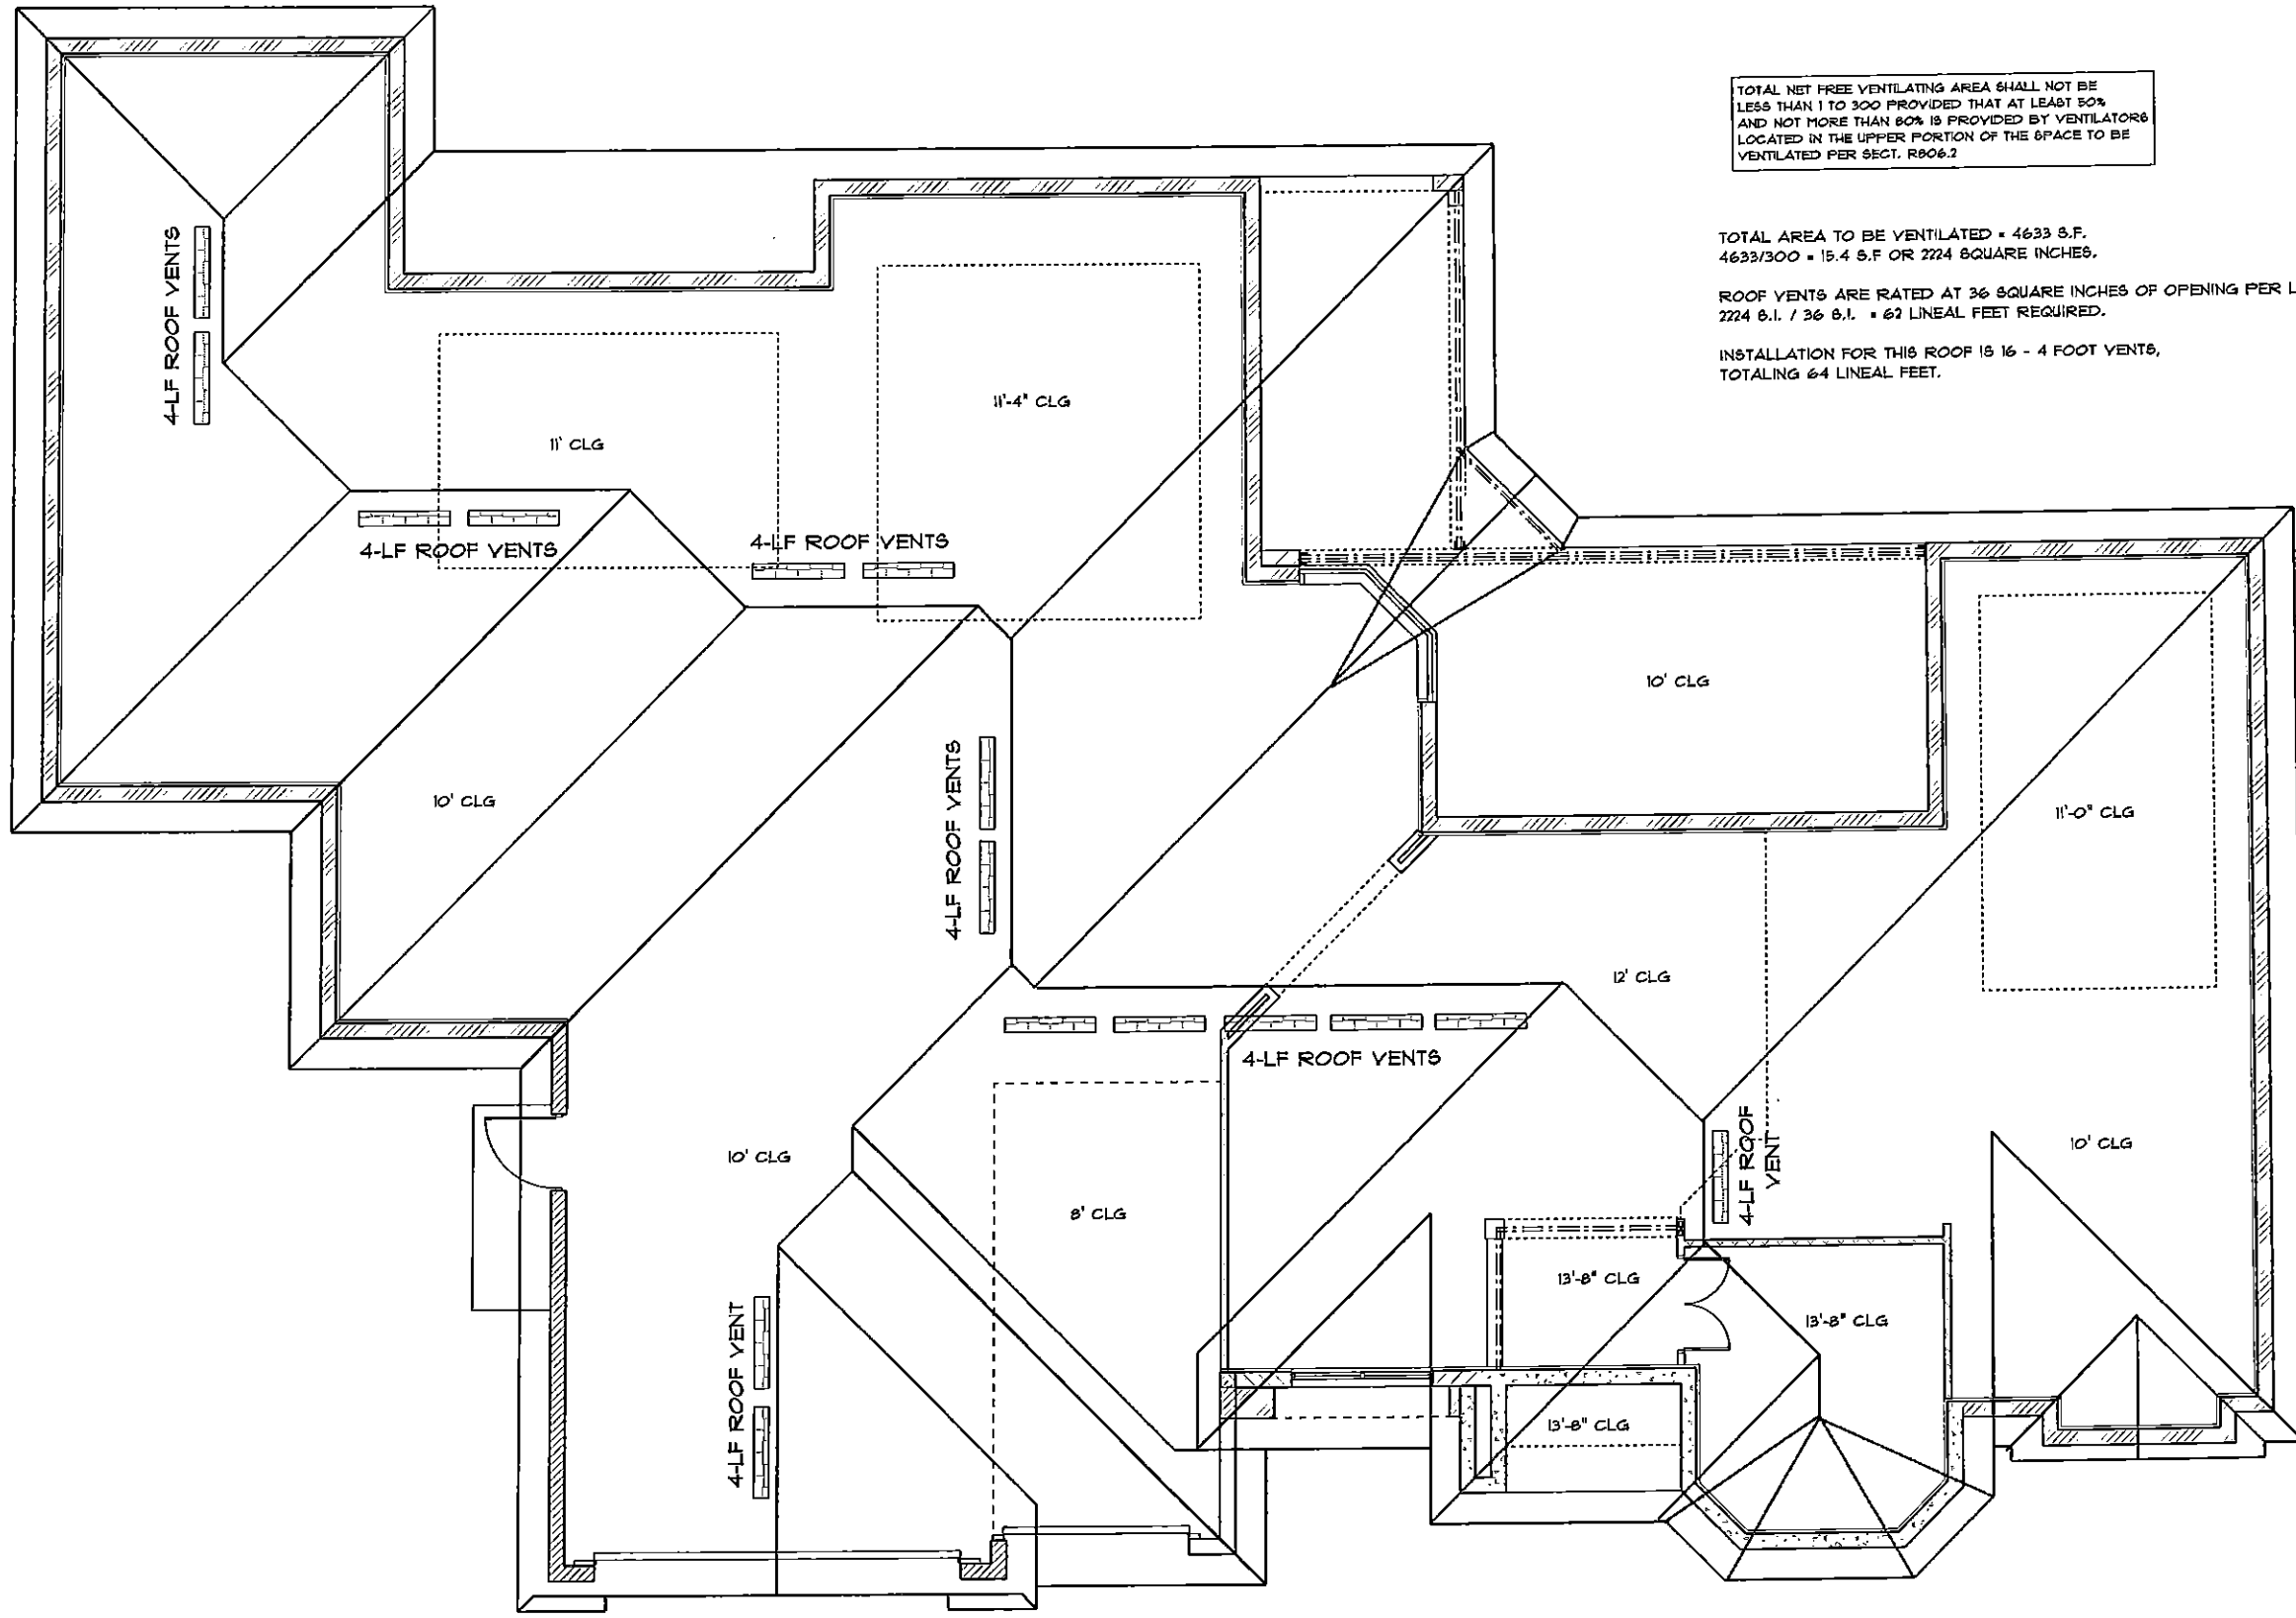 TOTAL NET FREE VENTILATING AREA SHALL NOT BE
LESS THAN 1 TO 300 PROVIDED THAT AT LEAST 50%
AND NOT MORE THAN 80% IS PROVIDED BY VENTILATORS
LOCATED IN THE UPPER PORTION OF THE SPACE TO BE
VENTILATED PER SECT. R806.2
TOTAL AREA TO BE VENTILATED = 4633 S.F.
4633/300 = 15.4 S.F OR 2224 SQUARE INCHES.
ROOF VENTS ARE RATED AT 36 SQUARE INCHES OF OPENING PER L
2224 S.I. / 36 S.I. = 62 LINEAL FEET REQUIRED.
INSTALLATION FOR THIS ROOF IS 16 - 4 FOOT VENTS,
TOTALING 64 LINEAL FEET.
4-LF ROOF VENTS
11' CLG
11'-4" CLG
4-LF ROOF VENTS
4-LF ROOF VENTS
10' CLG
10' CLG
4-LF ROOF VENTS
11'-0" CLG
12' CLG
4-LF ROOF VENTS
10' CLG
8' CLG
4-LF ROOF
VENT
10' CLG
13'-8" CLG
13'-8" CLG
4-LF ROOF VENT
13'-8" CLG